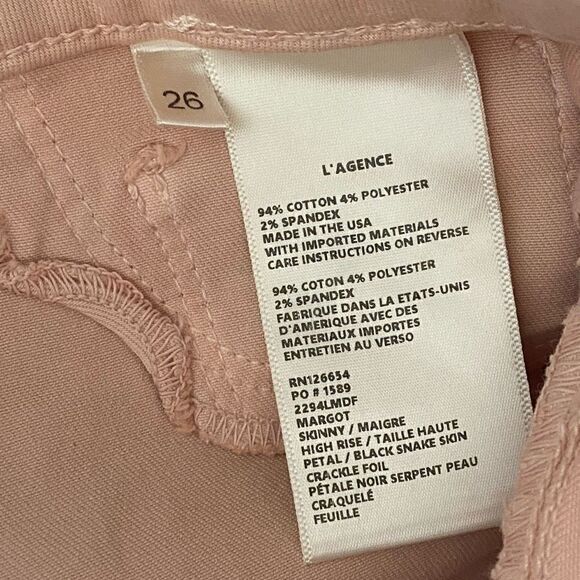 26
L'AGENCE
94% COTTON 4% POLYESTER
2% SPANDEX
MADE IN THE USA
WITH IMPORTED MATERIALS
CARE INSTRUCTIONS ON REVERSE
94% COTON 4% POLYESTER
2% SPANDEX
FABRIQUE DANS LA ETATS-UNIS
D'AMERIQUE AVEC DES
MATERIAUX IMPORTES
ENTRETIEN AU VERSO
RN126654
PO # 1589
2294LMDF
MARGOT
SKINNY / MAIGRE
HIGH RISE / TAILLE HAUTE
PETAL / BLACK SNAKE SKIN
CRACKLE FOIL
PÉTALE NOIR SERPENT PEAU
CRAQUELÉ
FEUILLE